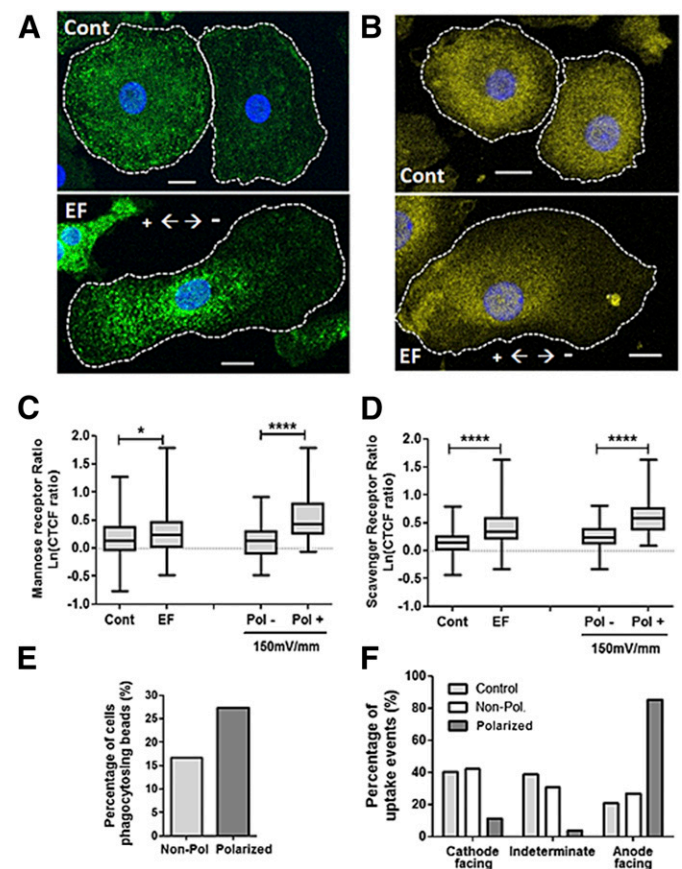 A
Cont
EF
+ ← → -
B
Cont
EF
+ ← → -
C
Mannose receptor Ratio
Ln(CTCF ratio)
2.0
1.5
1.0
0.5
0.0
-0.5
-1.0
*
****
Cont
EF
Pol -
Pol +
150mV/mm
D
Scavenger Receptor Ratio
Ln(CTCF ratio)
2.0
1.5
1.0
0.5
0.0
-0.5
-1.0
****
****
Cont
EF
Pol -
Pol +
150mV/mm
E
Percentage of cells
phagocytosing beads (%)
30
25
20
15
10
5
0
Non-Pol
Polarized
F
Percentage of
uptake events (%)
100
80
60
40
20
0
Control
Non-Pol.
Polarized
Cathode
facing
Indeterminate
Anode
facing